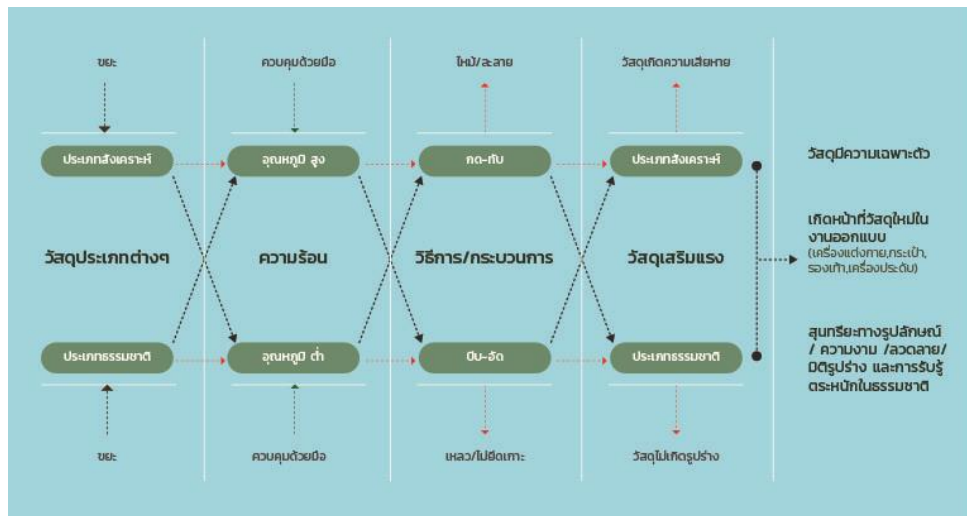 ขยะ
ควบคุมด้วยมือ
ไหม้/ละลาย
วัสดุเกิดความเสียหาย
ประเภทสังเคราะห์
อุณหภูมิ สูง
กด-ทับ
ประเภทสังเคราะห์
วัสดุมีความเฉพาะตัว
วัสดุประเภทต่างๆ
ความร้อน
วิธีการ/กระบวนการ
วัสดุเสริมแรง
เกิดหน้าที่วัสดุใหม่ใน
งานออกแบบ
(เครื่องแต่งกาย,กระเป๋า,
รองเท้า,เครื่องประดับ)
ประเภทธรรมชาติ
อุณหภูมิ ต่ำ
บีบ-อัด
ประเภทธรรมชาติ
สุนทรียะทางรูปลักษณ์
/ ความงาม /ลวดลาย/
มิติรูปร่าง และการรับรู้
ตระหนักในธรรมชาติ
ขยะ
ควบคุมด้วยมือ
เหลว/ไม่ยึดเกาะ
วัสดุไม่เกิดรูปร่าง